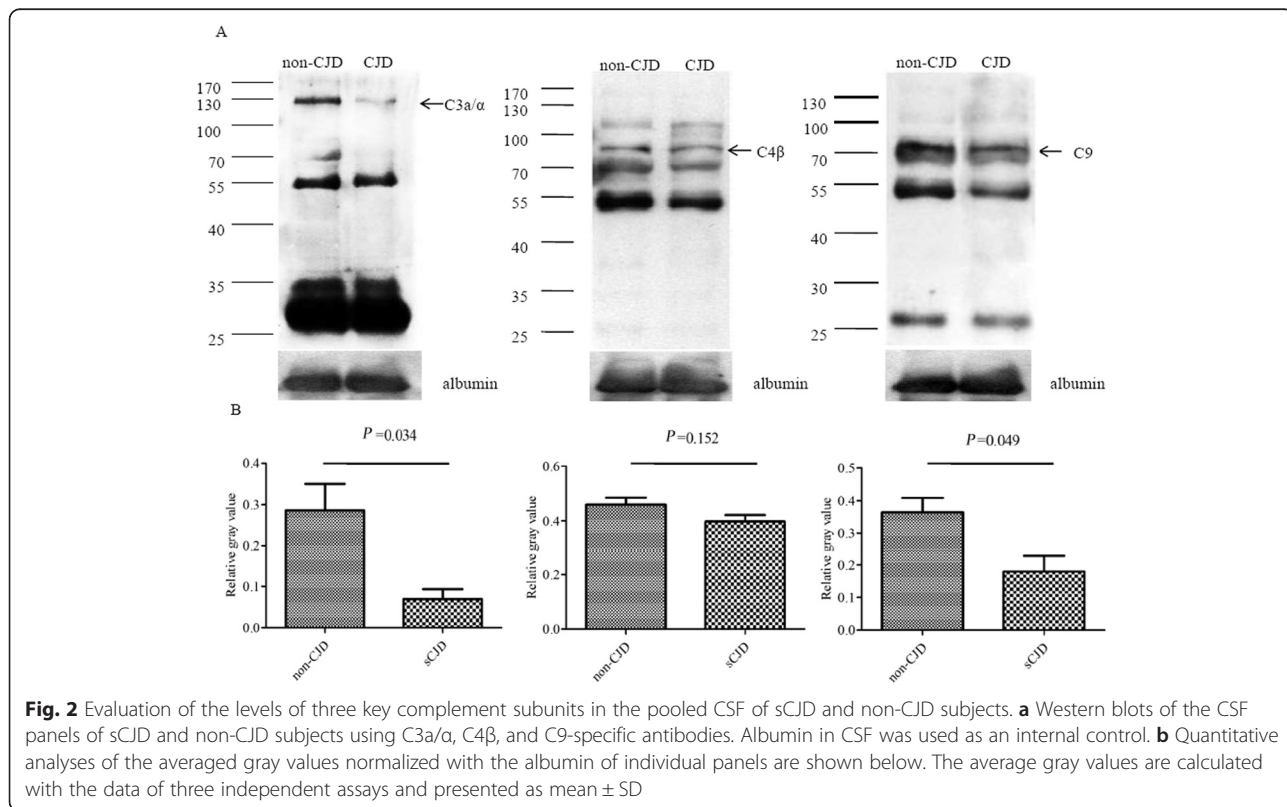 A
non-CJD CJD
170
130
100
70
55
40
35
25
C3a/α
albumin
non-CJD CJD
170
130
100
70
55
40
35
25
C4β
albumin
non-CJD CJD
130
100
70
55
40
30
25
C9
albumin
B
P=0.034
Relative gray value
0.4
0.3
0.2
0.1
0.0
non-CJD
sCJD
P=0.152
Relative gray value
0.6
0.4
0.2
0.0
non-CJD
sCJD
P=0.049
Relative gray value
0.5
0.4
0.3
0.2
0.1
0.0
non-CJD
sCJD
Fig. 2 Evaluation of the levels of three key complement subunits in the pooled CSF of sCJD and non-CJD subjects. a Western blots of the CSF
panels of sCJD and non-CJD subjects using C3a/α, C4β, and C9-specific antibodies. Albumin in CSF was used as an internal control. b Quantitative
analyses of the averaged gray values normalized with the albumin of individual panels are shown below. The average gray values are calculated
with the data of three independent assays and presented as mean ± SD